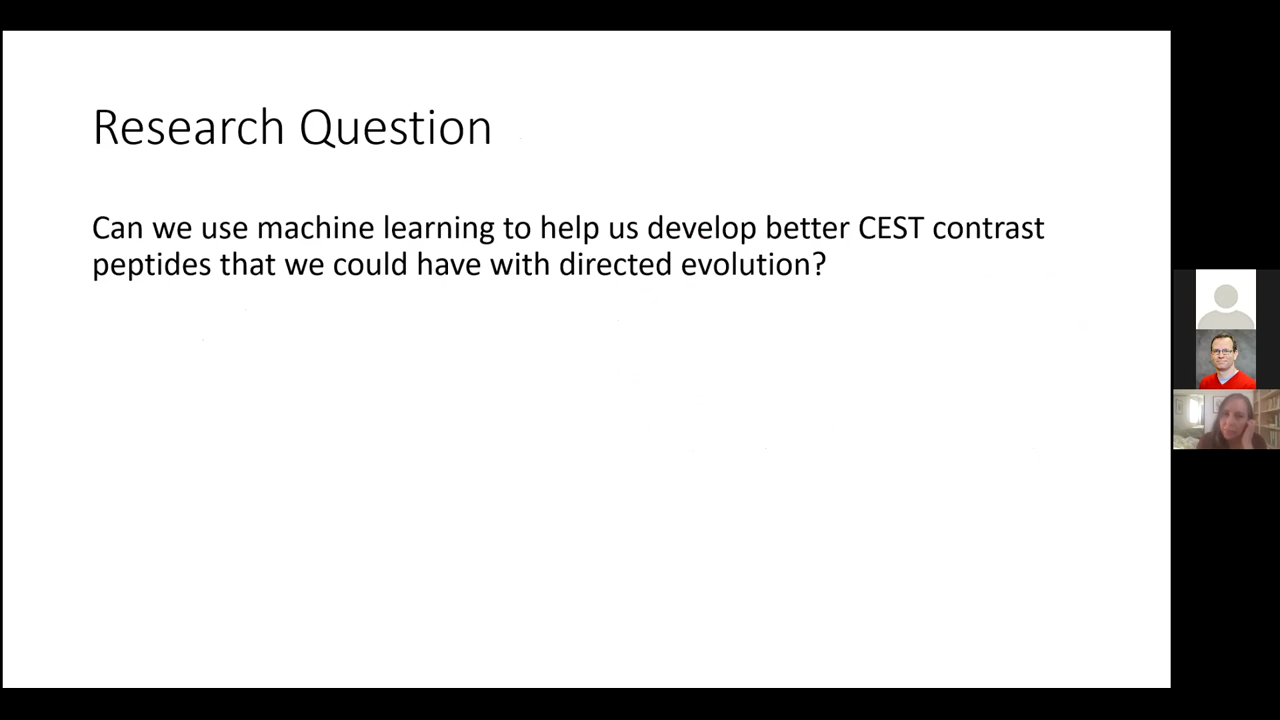 Research Question
Can we use machine learning to help us develop better CEST contrast
peptides that we could have with directed evolution?